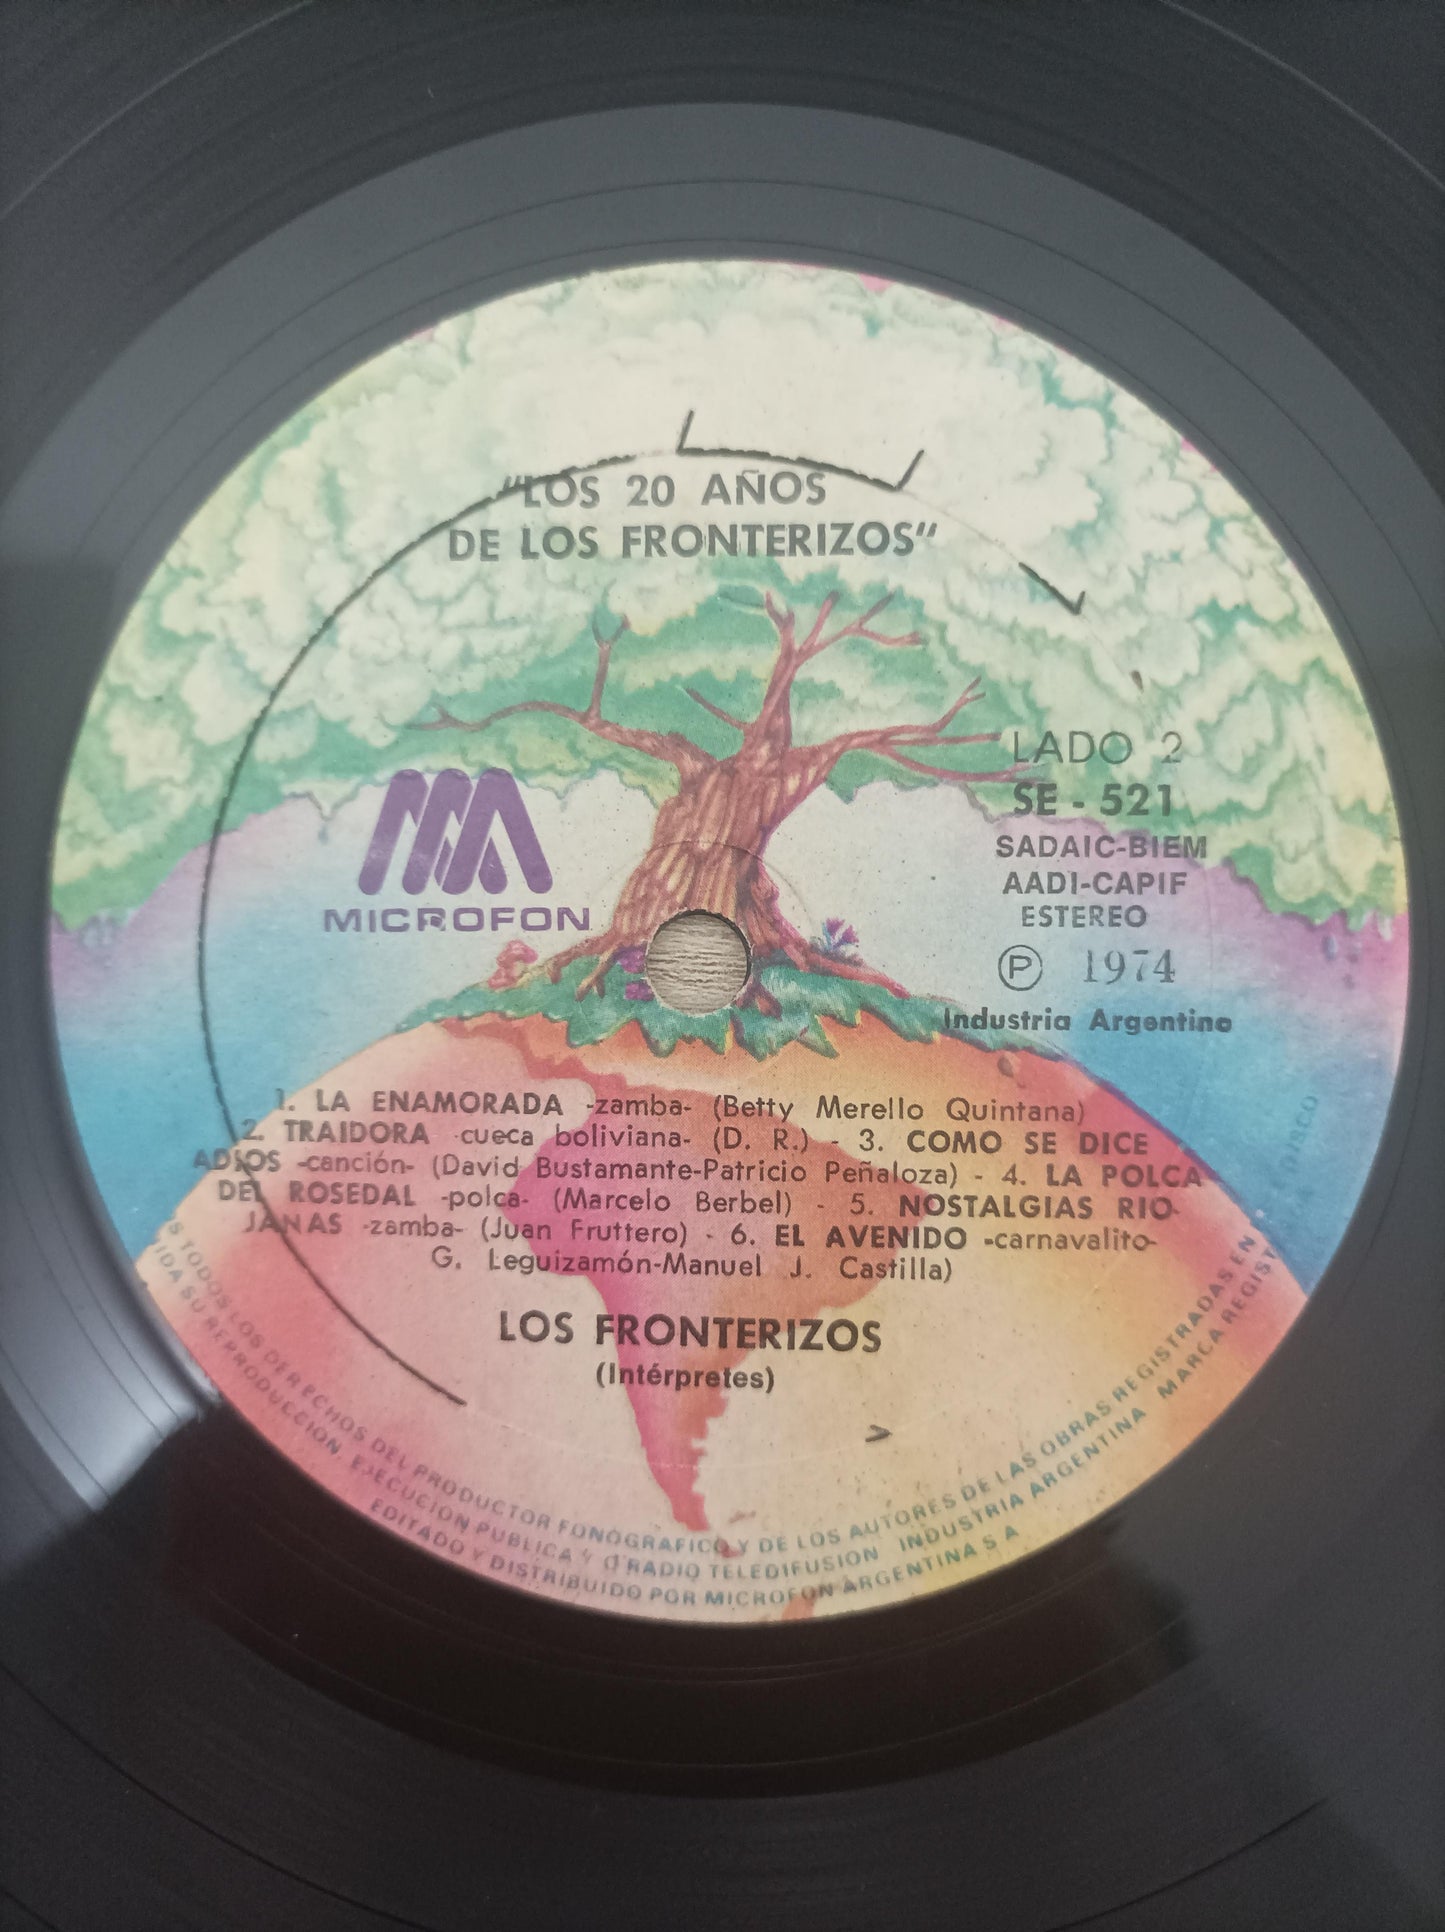 "LOS 20 AÑOS
DE LOS FRONTERIZOS"
MICROFON
LADO 2
SE - 521
SADAIC-BIEM
AADI-CAPIF
ESTEREO
Ⓟ 1974
Industria Argentina
1. LA ENAMORADA -zamba- (Betty Merello Quintana)
2. TRAIDORA -cueca boliviana- (D. R.) - 3. COMO SE DICE
ADIOS -canción- (David Bustamante-Patricio Peñaloza) - 4. LA POLCA
DEL ROSEDAL -polca- (Marcelo Berbel) - 5. NOSTALGIAS RIO-
JANAS -zamba- (Juan Fruttero) - 6. EL AVENIDO -carnavalito-
G. Leguizamón-Manuel J. Castilla)
LOS FRONTERIZOS
(Intérpretes)
TODOS LOS DERECHOS DEL PRODUCTOR FONOGRAFICO Y DE LOS AUTORES DE LAS OBRAS REGISTRADAS EN
DISCO
SU REPRODUCCION, EJECUCION PUBLICA Y O RADIO TELEDIFUSION INDUSTRIA ARGENTINA MARCA REGIST
EDITADO Y DISTRIBUIDO POR MICROFON ARGENTINA S A